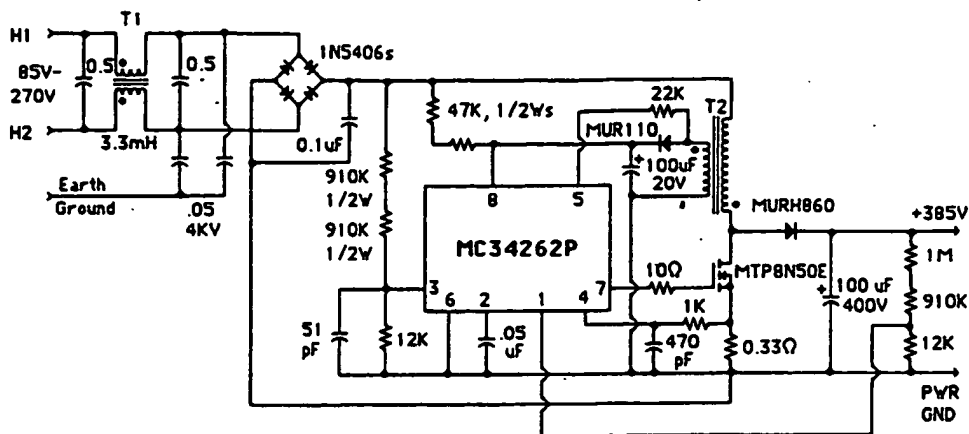 T1
H1
85V-
270V
H2
0.5
0.5
3.3mH
Earth
Ground
.05
4KV
1N5406s
0.1uF
47K, 1/2Ws
910K
1/2W
910K
1/2W
22K
MUR110
100uF
20V
T2
8
5
MC34262P
3
6
2
1
4
7
51
pF
12K
.05
uF
10Ω
1K
470
pF
MTP8N50E
0.33Ω
MURH860
+385V
100 uF
400V
1M
910K
12K
PWR
GND